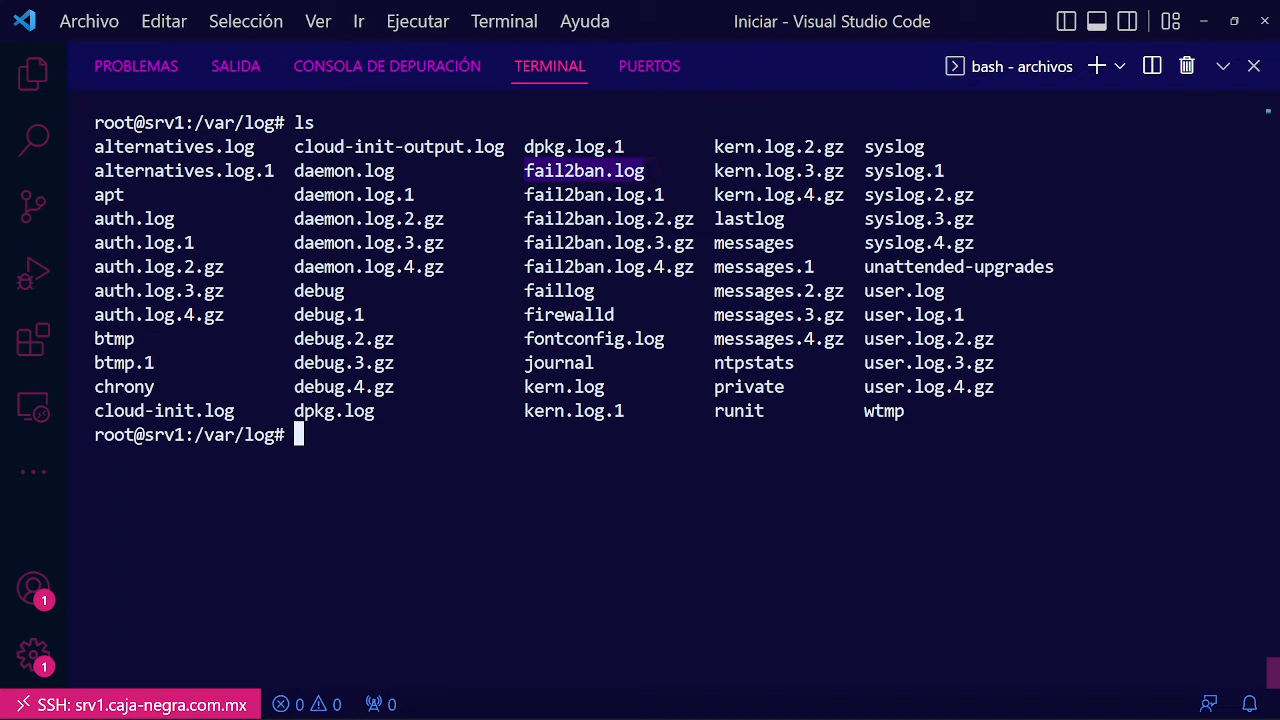 Archivo Editar Selección Ver Ir Ejecutar Terminal Ayuda Iniciar - Visual Studio Code
PROBLEMAS SALIDA CONSOLA DE DEPURACIÓN TERMINAL PUERTOS bash - archivos
root@srv1:/var/log# ls
alternatives.log cloud-init-output.log dpkg.log.1 kern.log.2.gz syslog
alternatives.log.1 daemon.log fail2ban.log kern.log.3.gz syslog.1
apt daemon.log.1 fail2ban.log.1 kern.log.4.gz syslog.2.gz
auth.log daemon.log.2.gz fail2ban.log.2.gz lastlog syslog.3.gz
auth.log.1 daemon.log.3.gz fail2ban.log.3.gz messages syslog.4.gz
auth.log.2.gz daemon.log.4.gz fail2ban.log.4.gz messages.1 unattended-upgrades
auth.log.3.gz debug faillog messages.2.gz user.log
auth.log.4.gz debug.1 firewalld messages.3.gz user.log.1
btmp debug.2.gz fontconfig.log messages.4.gz user.log.2.gz
btmp.1 debug.3.gz journal ntpstats user.log.3.gz
chrony debug.4.gz kern.log private user.log.4.gz
cloud-init.log dpkg.log kern.log.1 runit wtmp
root@srv1:/var/log#
1
1
SSH: srv1.caja-negra.com.mx 0 0 0